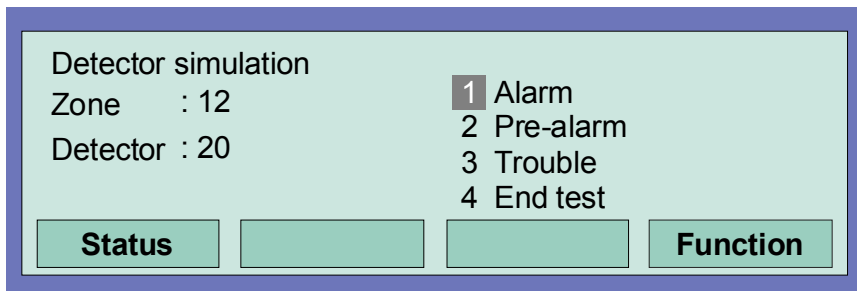 Detector simulation
Zone : 12
Detector : 20
1 Alarm
2 Pre-alarm
3 Trouble
4 End test
Status
Function